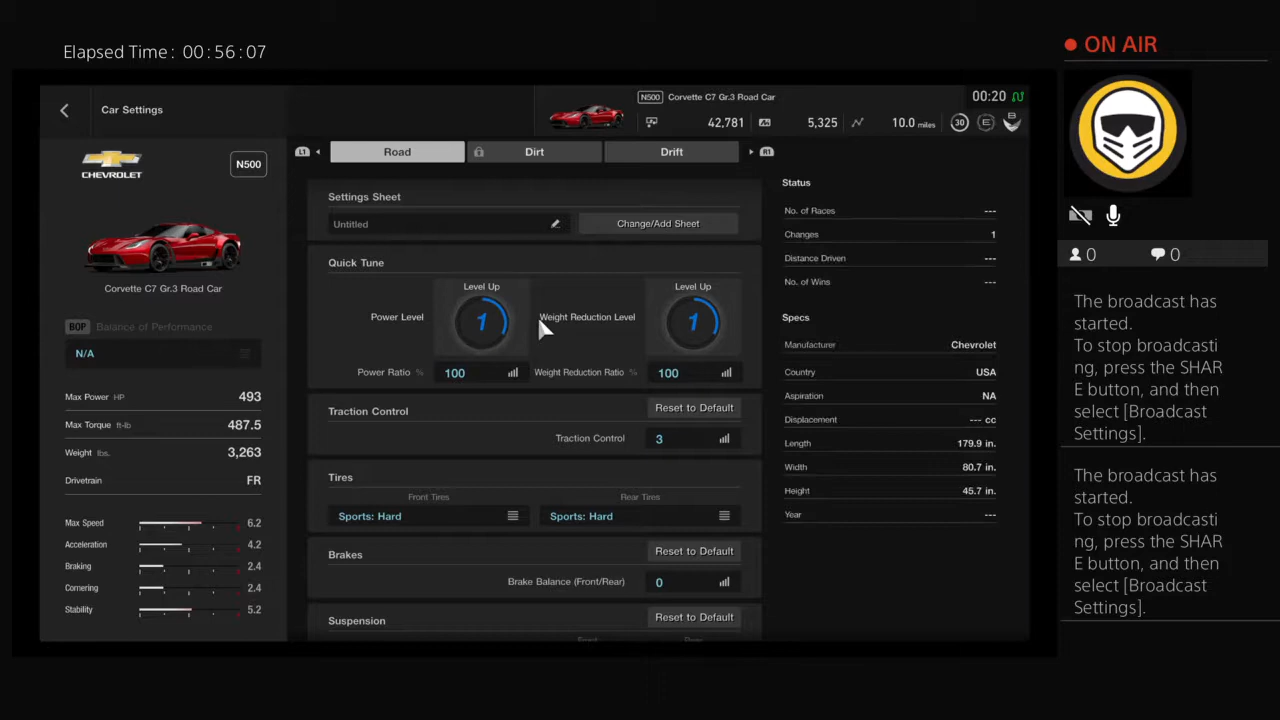 Elapsed Time: 00:56:07
ON AIR
Car Settings
N500 Corvette C7 Gr.3 Road Car
42,781 5,325 10.0 miles 30 E B
00:20
CHEVROLET
N500
Corvette C7 Gr.3 Road Car
BOP Balance of Performance
N/A
Max Power HP 493
Max Torque ft-lb 487.5
Weight lbs. 3,263
Drivetrain FR
Max Speed 6.2
Acceleration 4.2
Braking 2.4
Cornering 2.4
Stability 5.2
L1 Road Dirt Drift R1
Settings Sheet
Untitled Change/Add Sheet
Quick Tune
Level Up Level Up
Power Level 1 Weight Reduction Level 1
Power Ratio % 100 Weight Reduction Ratio % 100
Traction Control Reset to Default
Traction Control 3
Tires
Front Tires Rear Tires
Sports: Hard Sports: Hard
Brakes Reset to Default
Brake Balance (Front/Rear) 0
Suspension Reset to Default
Status
No. of Races ---
Changes 1
Distance Driven ---
No. of Wins ---
Specs
Manufacturer Chevrolet
Country USA
Aspiration NA
Displacement --- cc
Length 179.9 in.
Width 80.7 in.
Height 45.7 in.
Year ---
0 0
The broadcast has
started.
To stop broadcasti
ng, press the SHAR
E button, and then
select [Broadcast
Settings].
The broadcast has
started.
To stop broadcasti
ng, press the SHAR
E button, and then
select [Broadcast
Settings].